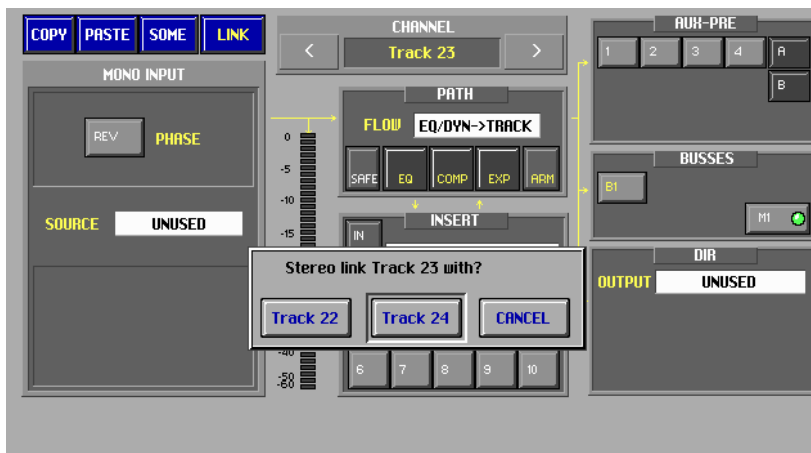 COPY PASTE SOME LINK
MONO INPUT
REV PHASE
SOURCE UNUSED
CHANNEL
< Track 23 >
PATH
FLOW EQ/DYN->TRACK
SAFE EQ COMP EXP ARM
INSERT
IN
0
-5
-10
-15
-40
-50
-60
6 7 8 9 10
Stereo link Track 23 with?
Track 22 Track 24 CANCEL
AUX-PRE
1 2 3 4 A
B
BUSSES
B1
M1
DIR
OUTPUT UNUSED